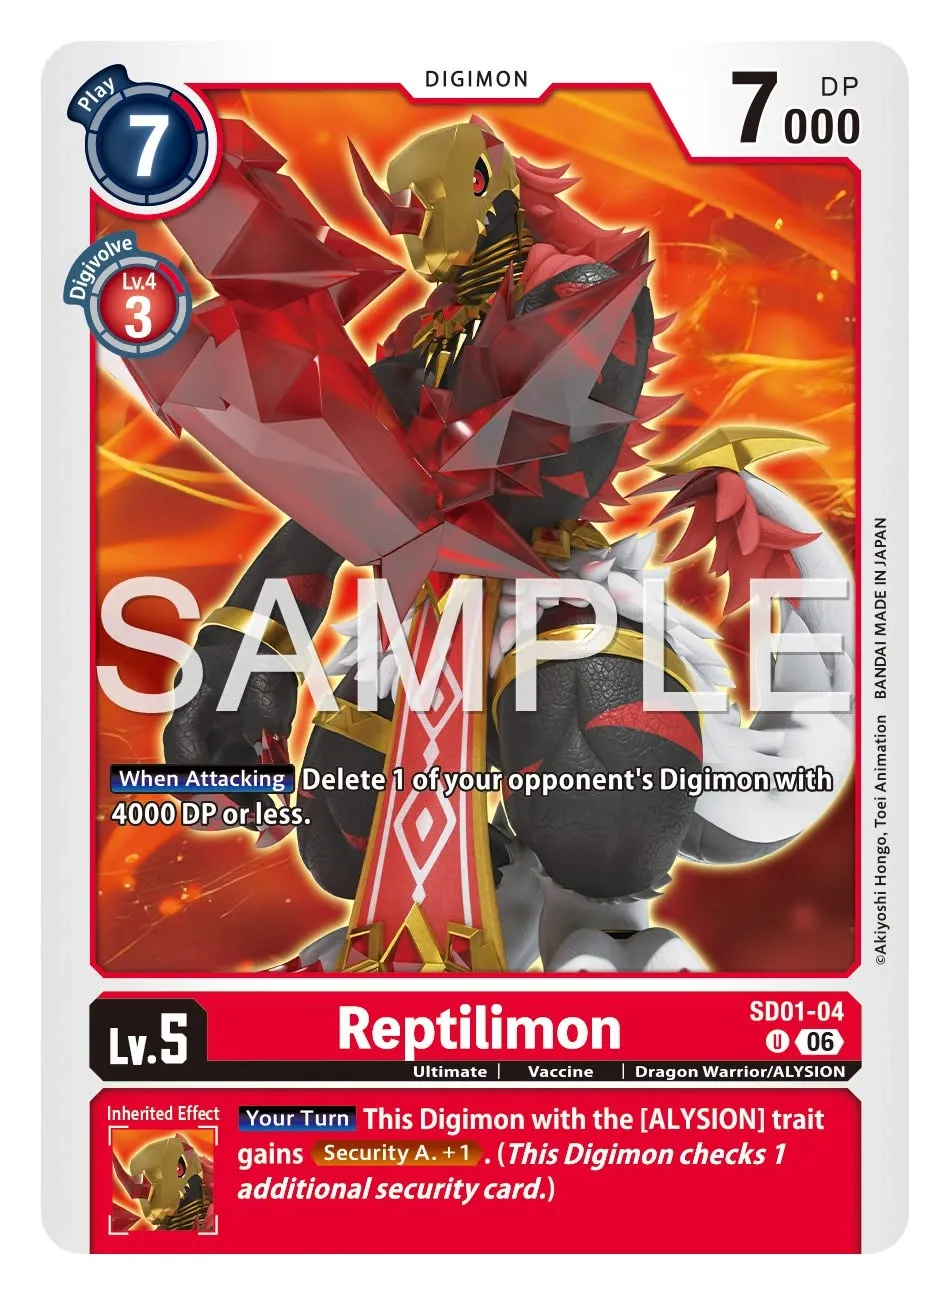 DIGIMON
Play
7
DP
7000
Digivolve
Lv.4
3
SAMPLE
When Attacking Delete 1 of your opponent's Digimon with
4000 DP or less.
©Akiyoshi Hongo, Toei Animation BANDAI MADE IN JAPAN
Lv.5
Reptilimon
SD01-04
U 06
Ultimate | Vaccine | Dragon Warrior/ALYSION
Inherited Effect
Your Turn This Digimon with the [ALYSION] trait
gains Security A. +1. (This Digimon checks 1
additional security card.)